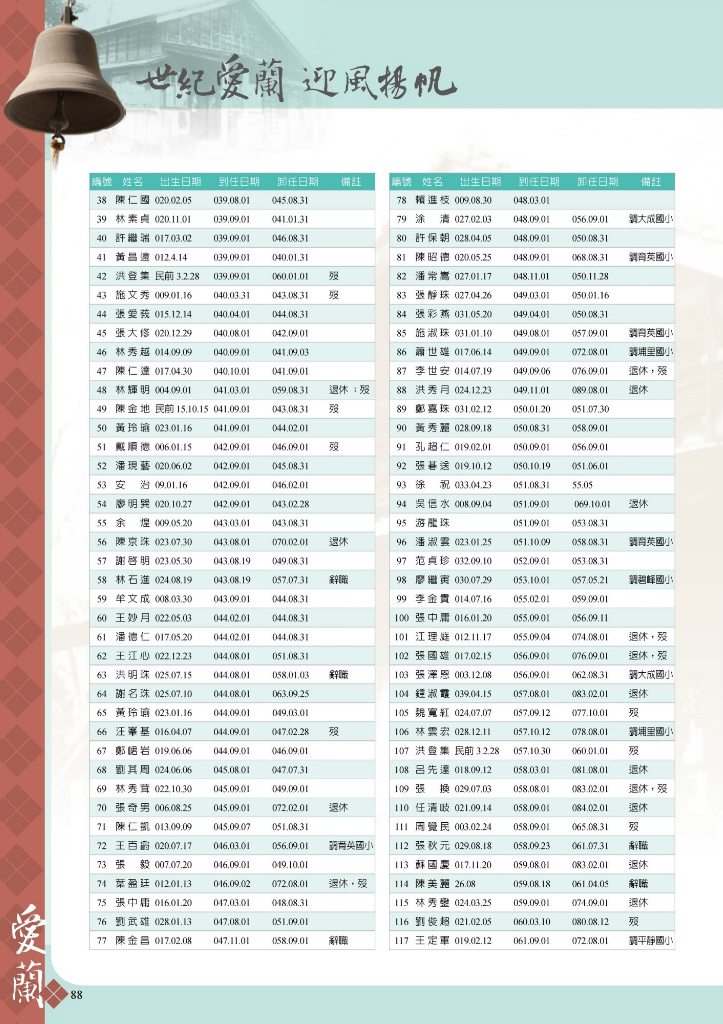 世紀愛蘭 迎風揚帆
編號 姓名 出生日期 到任日期 卸任日期 備註
38 陳仁國 020.02.05 039.08.01 045.08.31
39 林素貞 020.11.01 039.09.01 041.01.31
40 許繼瑞 017.03.02 039.09.01 046.08.31
41 黃昌遠 012.4.14 039.09.01 040.01.31
42 洪登集 民前3.2.28 039.09.01 060.01.01 歿
43 施文秀 009.01.16 040.03.31 043.08.31 歿
44 張愛義 015.12.14 040.04.01 044.08.31
45 張大修 020.12.29 040.08.01 042.09.01
46 林秀越 014.09.09 040.09.01 041.09.03
47 陳仁達 017.04.30 040.10.01 041.09.01
48 林輝明 004.09.01 041.03.01 059.08.31 退休；歿
49 陳金地 民前15.10.15 041.09.01 043.08.31 歿
50 黃玲瑜 023.01.16 041.09.01 044.02.01
51 戴順德 006.01.15 042.09.01 046.09.01 歿
52 潘現藝 020.06.02 042.09.01 045.08.31
53 安 治 09.01.16 042.09.01 046.02.01
54 廖明巽 020.10.27 042.09.01 043.02.28
55 余 煌 009.05.20 043.03.01 043.08.31
56 陳京珠 023.07.30 043.08.01 070.02.01 退休
57 謝啓明 023.05.30 043.08.19 049.08.31
58 林石進 024.08.19 043.08.19 057.07.31 辭職
59 牟文成 008.03.30 043.09.01 044.08.31
60 王妙月 022.05.03 044.02.01 044.08.31
61 潘德仁 017.05.20 044.02.01 044.08.31
62 王江心 022.12.23 044.08.01 051.08.31
63 洪明珠 025.07.15 044.08.01 058.01.03 辭職
64 謝名珠 025.07.10 044.08.01 063.09.25
65 黃玲瑜 023.01.16 044.09.01 049.03.01
66 汪峯基 016.04.07 044.09.01 047.02.28 歿
67 鄭岩 019.06.06 044.09.01 046.09.01
68 劉其周 024.06.06 045.08.01 047.07.31
69 林秀茸 022.10.30 045.09.01 049.09.01
70 張奇男 006.08.25 045.09.01 072.02.01 退休
71 陳仁凱 013.09.09 045.09.07 051.08.31
72 王百蔚 020.07.17 046.03.01 056.09.01 調育英國小
73 張 毅 007.07.20 046.09.01 049.10.01
74 葉盈廷 012.01.13 046.09.02 072.08.01 退休，歿
75 張中庸 016.01.20 047.03.01 048.08.31
76 劉武雄 028.01.13 047.08.01 051.09.01
77 陳金昌 017.02.08 047.11.01 058.09.01 辭職
編號 姓名 出生日期 到任日期 卸任日期 備註
78 賴進枝 009.08.30 048.03.01
79 涂 清 027.02.03 048.09.01 056.09.01 調大成國小
80 許保朝 028.04.05 048.09.01 050.08.31
81 陳昭德 020.05.25 048.09.01 068.08.31 調育英國小
82 潘常嵩 027.01.17 048.11.01 050.11.28
83 張靜珠 027.04.26 049.03.01 050.01.16
84 張彩燕 031.05.20 049.04.01 050.08.31
85 施淑珠 031.01.10 049.08.01 057.09.01 調育英國小
86 蕭世雄 017.06.14 049.09.01 072.08.01 調埔里國小
87 李世安 014.07.19 049.09.06 076.09.01 退休，歿
88 洪秀月 024.12.23 049.11.01 089.08.01 退休
89 鄭嘉珠 031.02.12 050.01.20 051.07.30
90 黃秀麗 028.09.18 050.08.31 058.09.01
91 孔超仁 019.02.01 050.09.01 056.09.01
92 張碁送 019.10.12 050.10.19 051.06.01
93 徐 祝 033.04.23 051.08.31 55.05
94 吳信水 008.09.04 051.09.01 069.10.01 退休
95 游龍珠 051.09.01 053.08.31
96 潘淑雲 023.01.25 051.10.09 058.08.31 調育英國小
97 范貞珍 032.09.10 052.09.01 053.08.31
98 廖繼寅 030.07.29 053.10.01 057.05.21 調碧峰國小
99 李金貴 014.07.16 055.02.01 059.09.01
100 張中庸 016.01.20 055.09.01 056.09.11
101 江理庭 012.11.17 055.09.04 074.08.01 退休，歿
102 張國雄 017.02.15 056.09.01 076.09.01 退休，歿
103 張澤恩 003.12.08 056.09.01 062.08.31 調大成國小
104 鍾淑霞 039.04.15 057.08.01 083.02.01 退休
105 魏寬紅 024.07.07 057.09.12 077.10.01 歿
106 林雲宏 028.12.11 057.10.12 078.08.01 調埔里國小
107 洪登集 民前3.2.28 057.10.30 060.01.01 歿
108 呂先達 018.09.12 058.03.01 081.08.01 退休
109 張 換 029.07.03 058.08.01 083.02.01 退休，歿
110 任清岐 021.09.14 058.08.01 084.02.01 退休
111 周覺民 003.02.24 058.09.01 065.08.31 歿
112 張秋元 029.08.18 058.09.23 061.07.31 辭職
113 蘇國慶 017.11.20 059.08.01 083.02.01 退休
114 陳美麗 26.08 059.08.18 061.04.05 辭職
115 林秀鑾 024.03.25 059.09.01 074.09.01 退休
116 劉俊超 021.02.05 060.03.10 080.08.12 歿
117 王定軍 019.02.12 061.09.01 072.08.01 調平靜國小
愛蘭
88